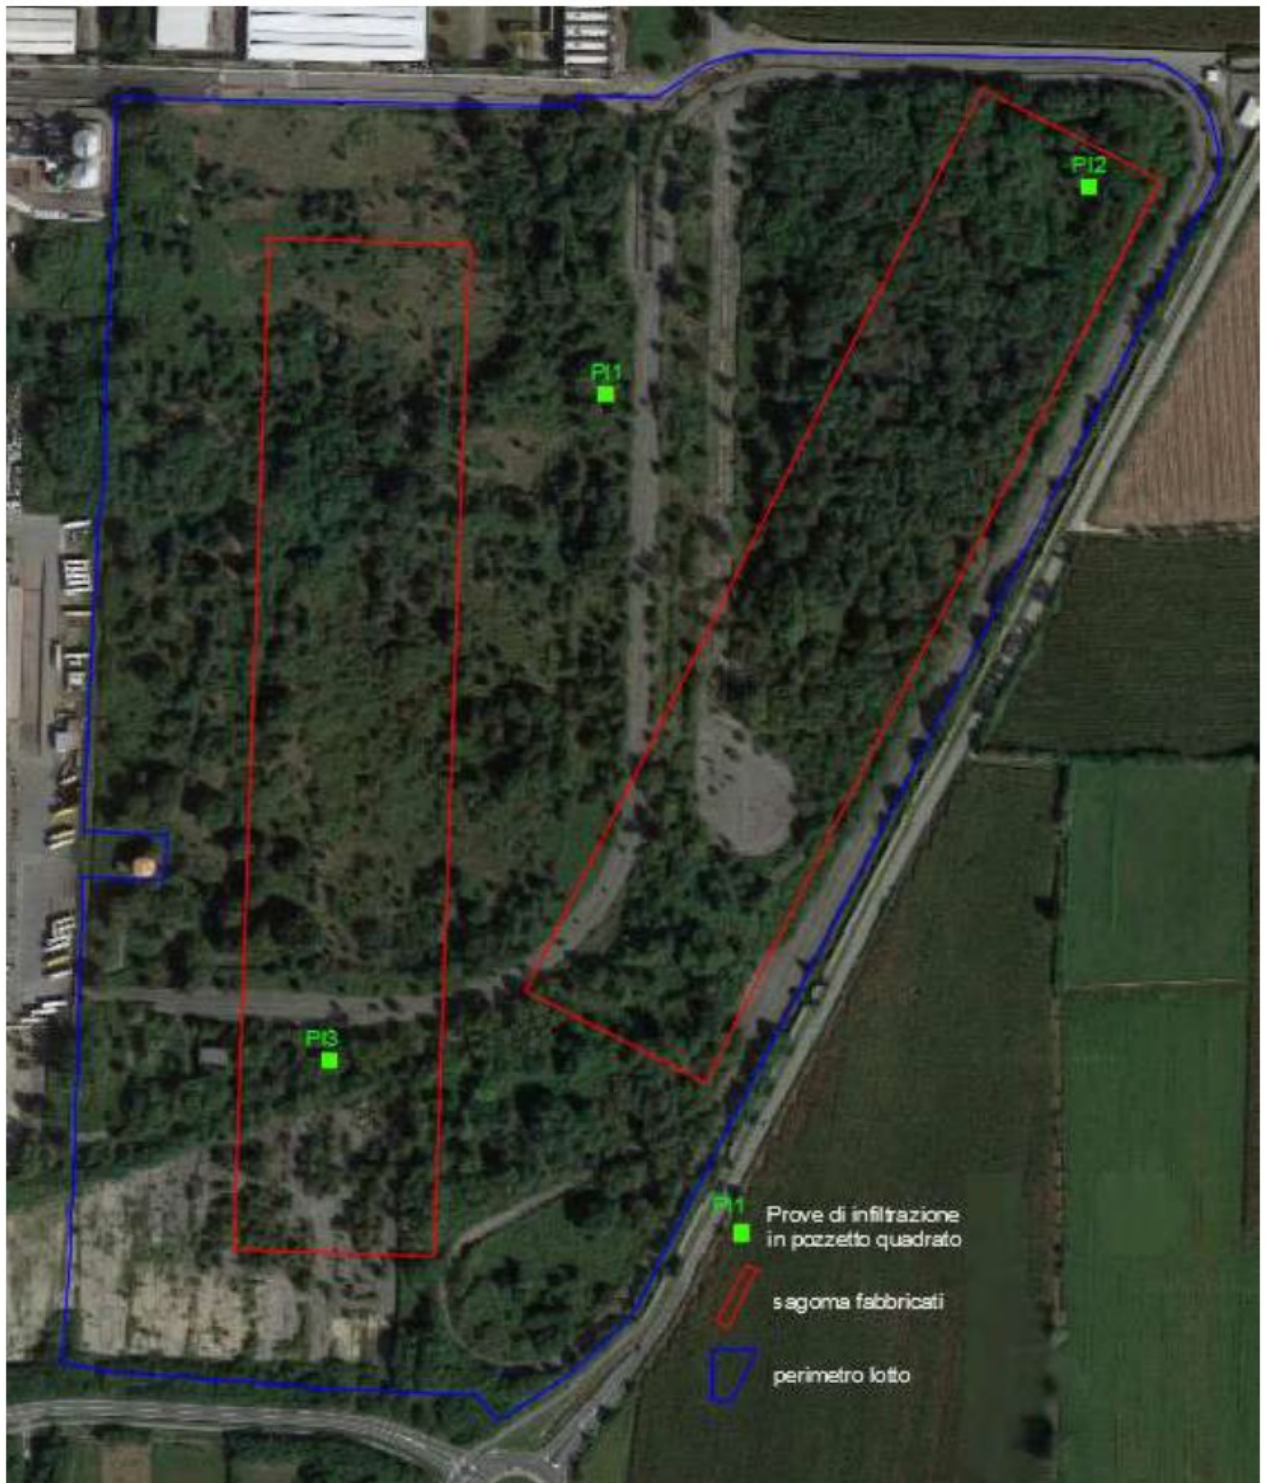 PI2
PI1
PI3
PI1
Prove di infiltrazione
in pozzetto quadrato
sagoma fabbricati
perimetro lotto